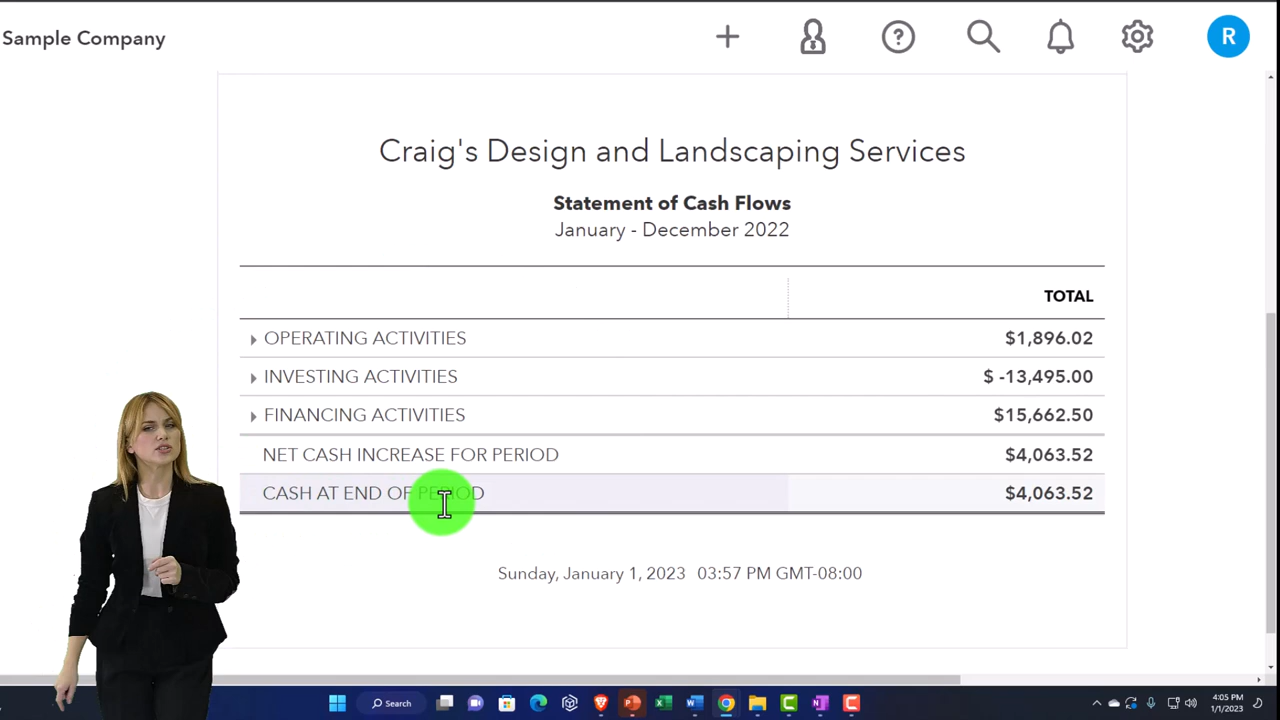 Sample Company
R
Craig's Design and Landscaping Services
Statement of Cash Flows
January - December 2022
TOTAL
OPERATING ACTIVITIES $1,896.02
INVESTING ACTIVITIES $ -13,495.00
FINANCING ACTIVITIES $15,662.50
NET CASH INCREASE FOR PERIOD $4,063.52
CASH AT END OF PERIOD $4,063.52
Sunday, January 1, 2023 03:57 PM GMT-08:00
Search
4:05 PM
1/1/2023